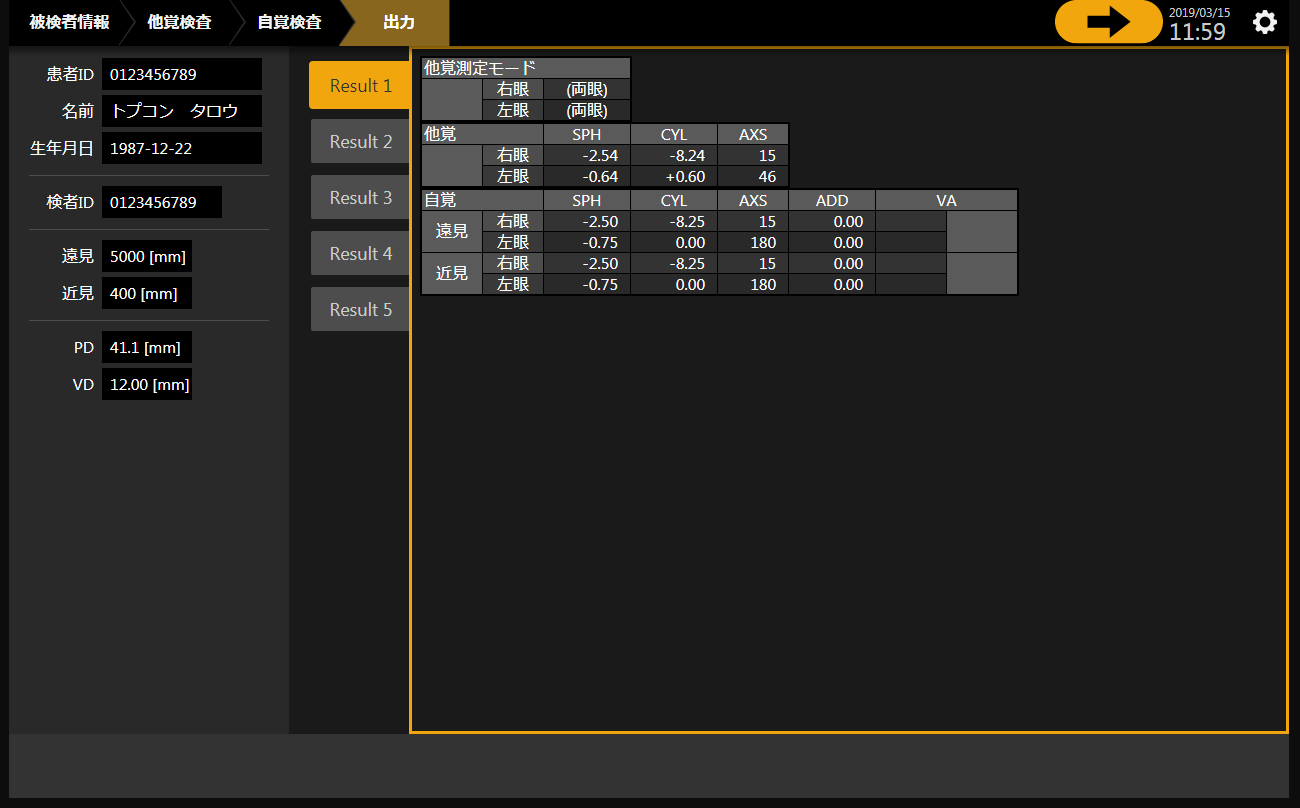 被検者情報 他覚検査 自覚検査 出力
2019/03/15
11:59
患者ID 0123456789
名前 トプコン　タロウ
生年月日 1987-12-22
検者ID 0123456789
遠見 5000 [mm]
近見 400 [mm]
PD 41.1 [mm]
VD 12.00 [mm]
Result 1
Result 2
Result 3
Result 4
Result 5
他覚測定モード
右眼 (両眼)
左眼 (両眼)
他覚 SPH CYL AXS
右眼 -2.54 -8.24 15
左眼 -0.64 +0.60 46
自覚 SPH CYL AXS ADD VA
遠見 右眼 -2.50 -8.25 15 0.00
左眼 -0.75 0.00 180 0.00
近見 右眼 -2.50 -8.25 15 0.00
左眼 -0.75 0.00 180 0.00